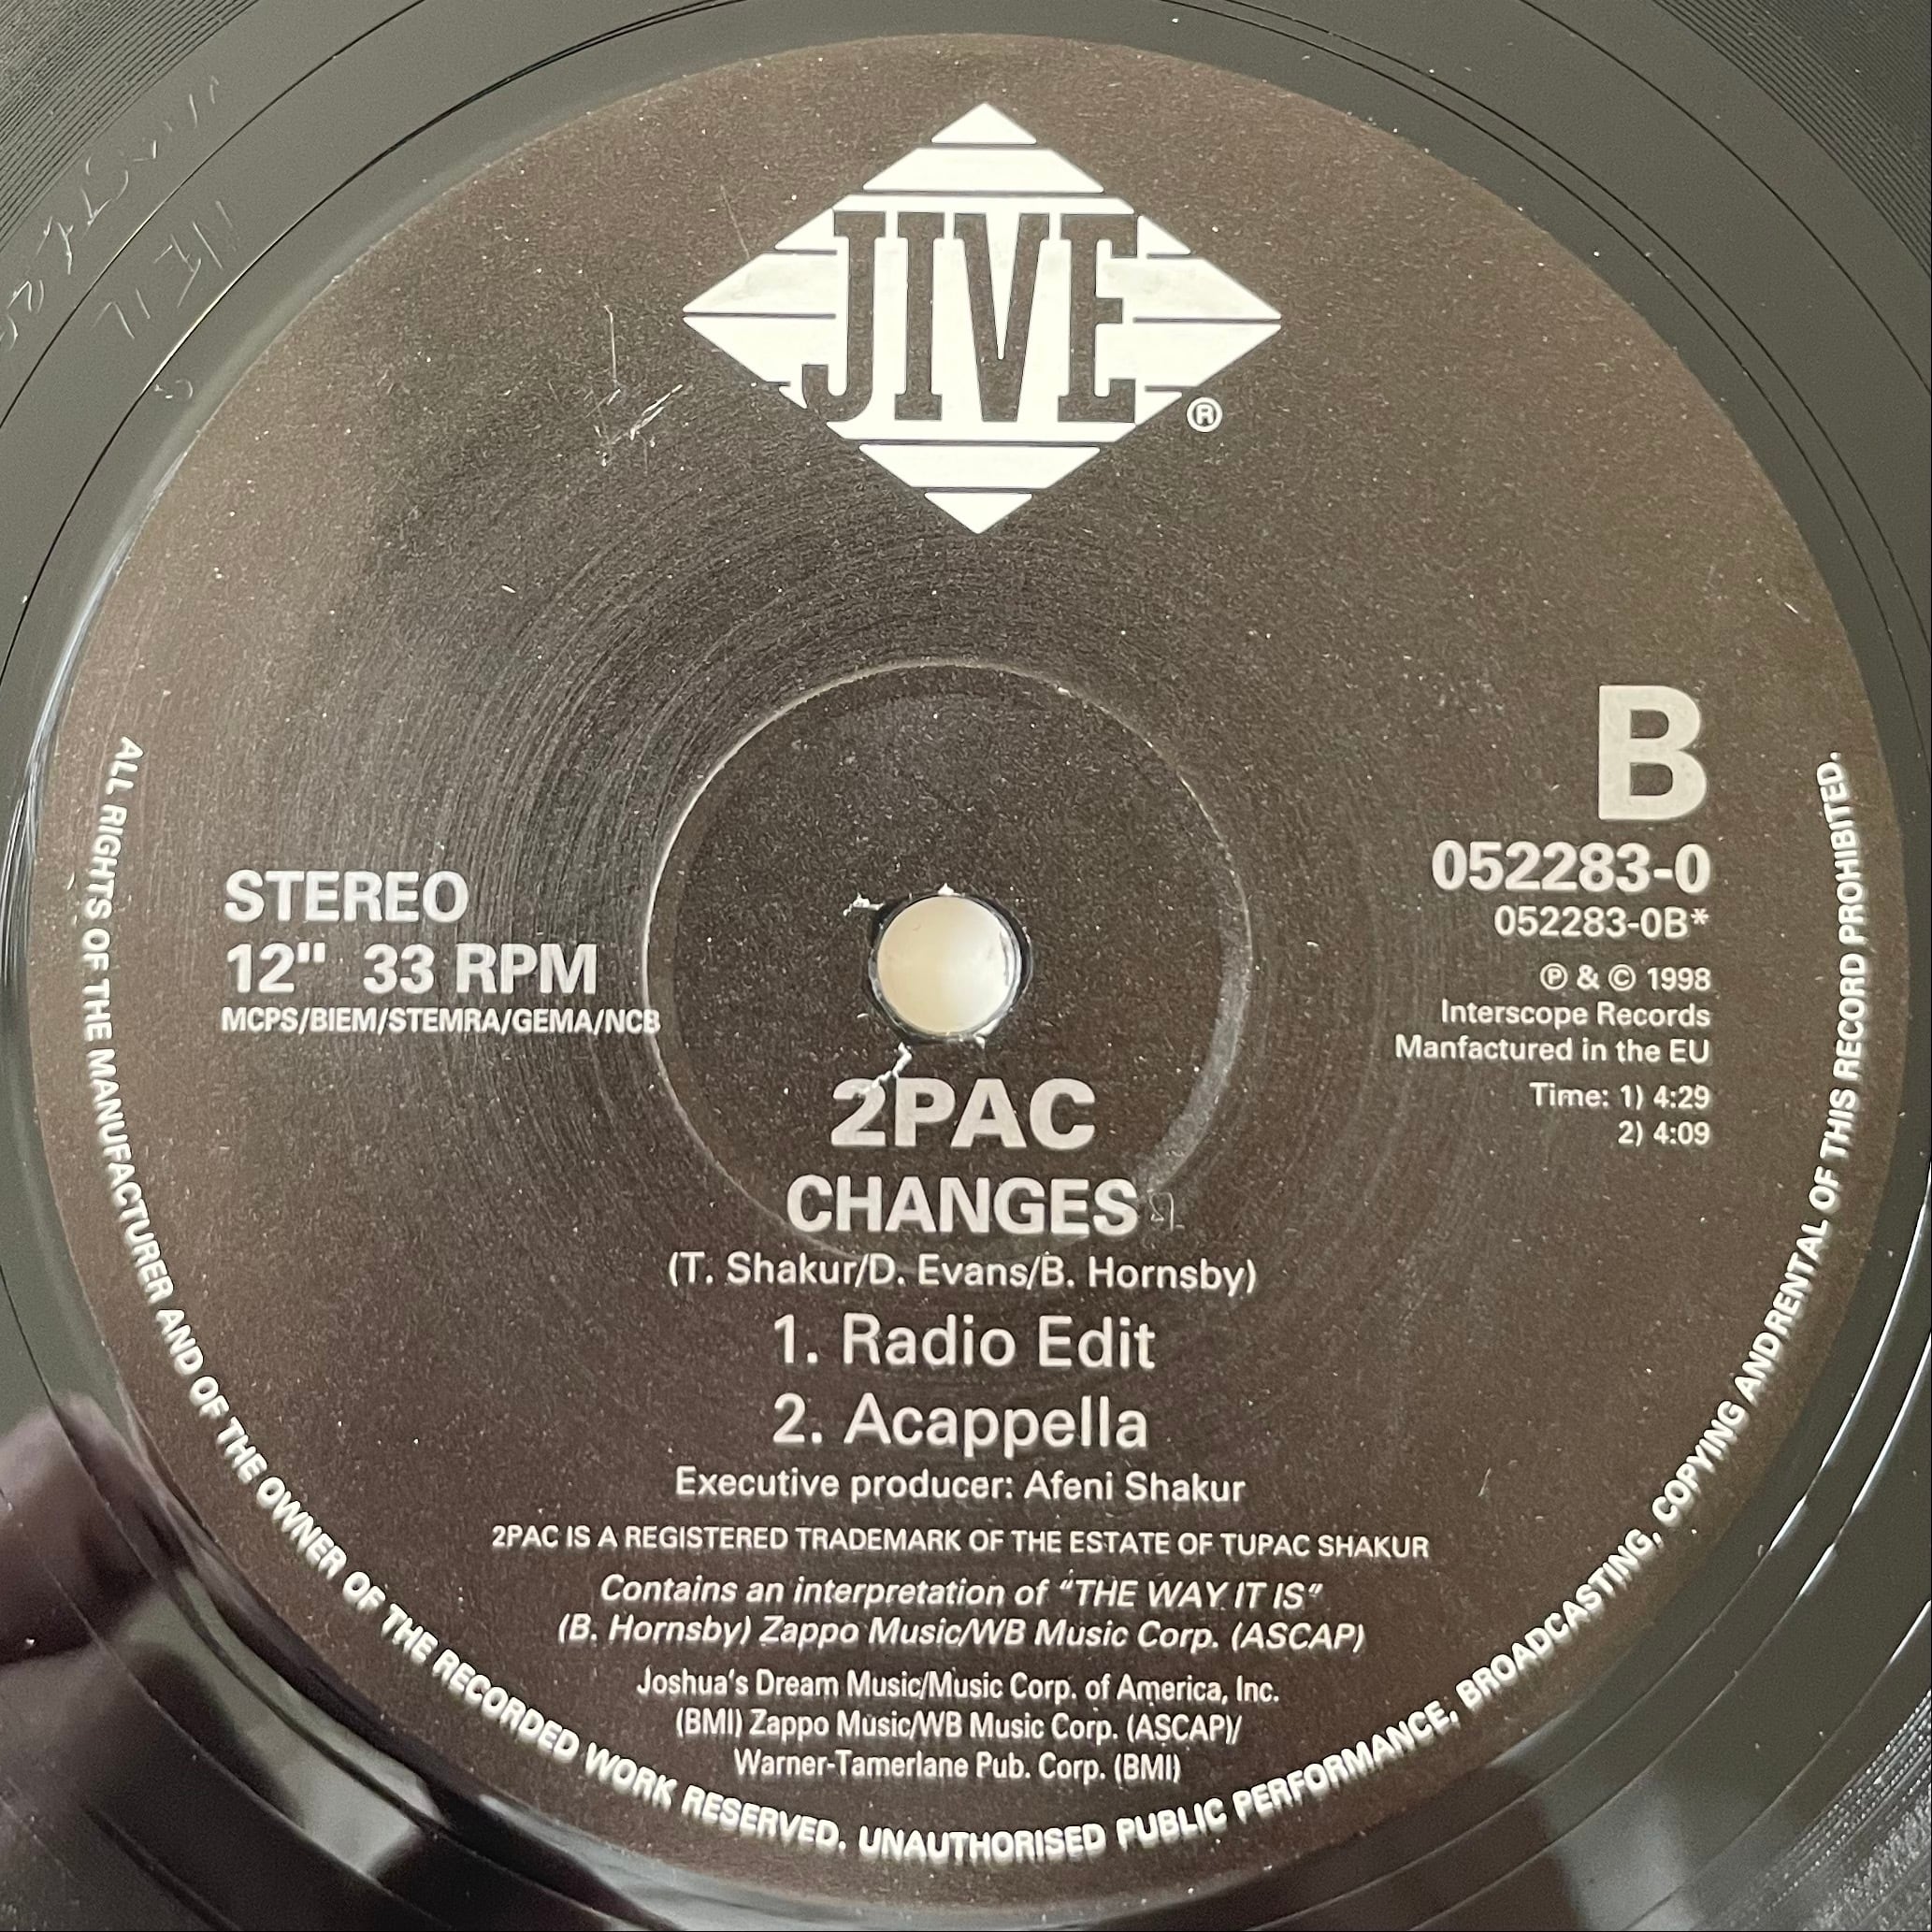 JIVE®
B
052283-0
052283-0B*
℗ & © 1998
Interscope Records
Manfactured in the EU
Time: 1) 4:29
2) 4:09
STEREO
12" 33 RPM
MCPS/BIEM/STEMRA/GEMA/NCB
2PAC
CHANGES
(T. Shakur/D. Evans/B. Hornsby)
1. Radio Edit
2. Acappella
Executive producer: Afeni Shakur
2PAC IS A REGISTERED TRADEMARK OF THE ESTATE OF TUPAC SHAKUR
Contains an interpretation of “THE WAY IT IS”
(B. Hornsby) Zappo Music/WB Music Corp. (ASCAP)
Joshua's Dream Music/Music Corp. of America, Inc.
(BMI) Zappo Music/WB Music Corp. (ASCAP)/
Warner-Tamerlane Pub. Corp. (BMI)
ALL RIGHTS OF THE MANUFACTURER AND OF THE OWNER OF THE RECORDED WORK RESERVED. UNAUTHORISED PUBLIC PERFORMANCE, BROADCASTING, COPYING ANDRENTAL OF THIS RECORD PROHIBITED.